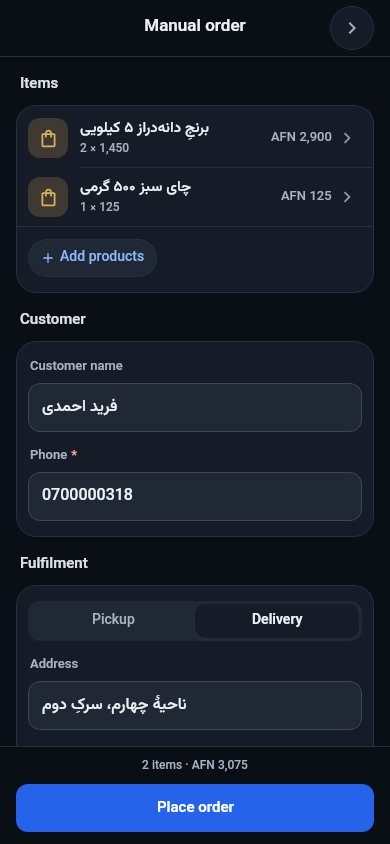 Manual order
Items
برنجِ دانه‌دراز ۵ کیلویی
2 × 1,450
AFN 2,900
چای سبز ۵۰۰ گرمی
1 × 125
AFN 125
+ Add products
Customer
Customer name
فرید احمدی
Phone *
0700000318
Fulfilment
Pickup
Delivery
Address
ناحیهٔ چهارم، سرکِ دوم
2 items · AFN 3,075
Place order